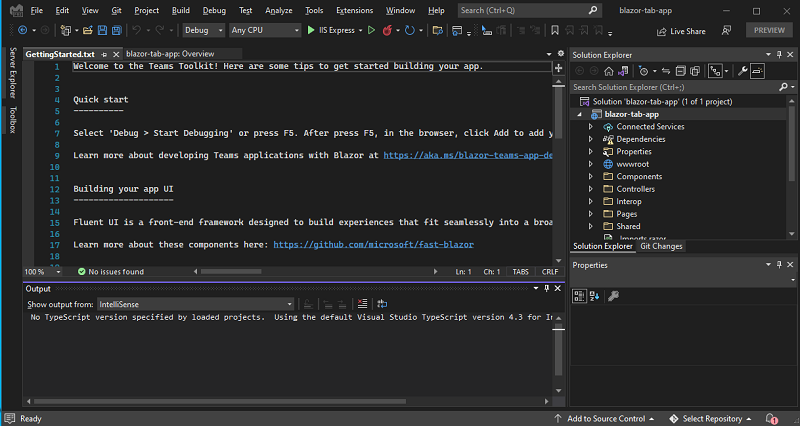 File Edit View Git Project Build Debug Test Analyze Tools Extensions Window Help Search (Ctrl+Q) blazor-tab-app
Debug Any CPU IIS Express Live Share PREVIEW
Server Explorer
Toolbox
GettingStarted.txt blazor-tab-app: Overview
1 Welcome to the Teams Toolkit! Here are some tips to get started building your app.
2
3
4 Quick start
5 ----------
6
7 Select 'Debug > Start Debugging' or press F5. After press F5, in the browser, click Add to add y
8
9 Learn more about developing Teams applications with Blazor at https://aka.ms/blazor-teams-app-de
10
11
12 Building your app UI
13 --------------------
14
15 Fluent UI is a front-end framework designed to build experiences that fit seamlessly into a broa
16
17 Learn more about these components here: https://github.com/microsoft/fast-blazor
18
100 % No issues found Ln: 1 Ch: 1 TABS CRLF
Output
Show output from: IntelliSense
No TypeScript version specified by loaded projects. Using the default Visual Studio TypeScript version 4.3 for In
Solution Explorer
Search Solution Explorer (Ctrl+;)
Solution 'blazor-tab-app' (1 of 1 project)
blazor-tab-app
Connected Services
Dependencies
Properties
wwwroot
Components
Controllers
Interop
Pages
Shared
_Imports.razor
Solution Explorer Git Changes
Properties
Ready Add to Source Control Select Repository 1